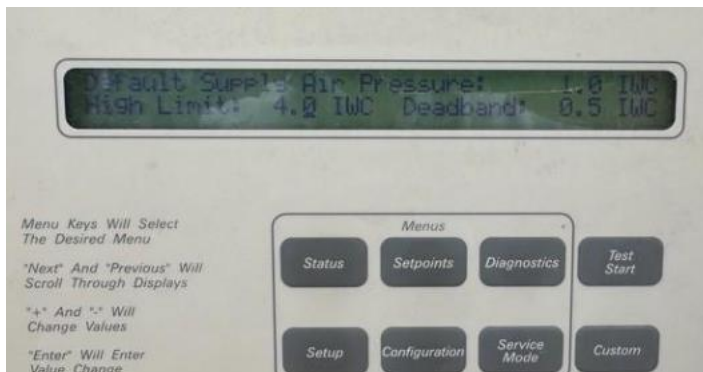 Default Supply Air Pressure: 1.0 IWC
High Limit: 4.0 IWC Deadband: 0.5 IWC
Menu Keys Will Select
The Desired Menu
"Next" And "Previous" Will
Scroll Through Displays
"+" And "-" Will
Change Values
"Enter" Will Enter
Value Change
Menus
Status
Setpoints
Diagnostics
Test
Start
Setup
Configuration
Service
Mode
Custom